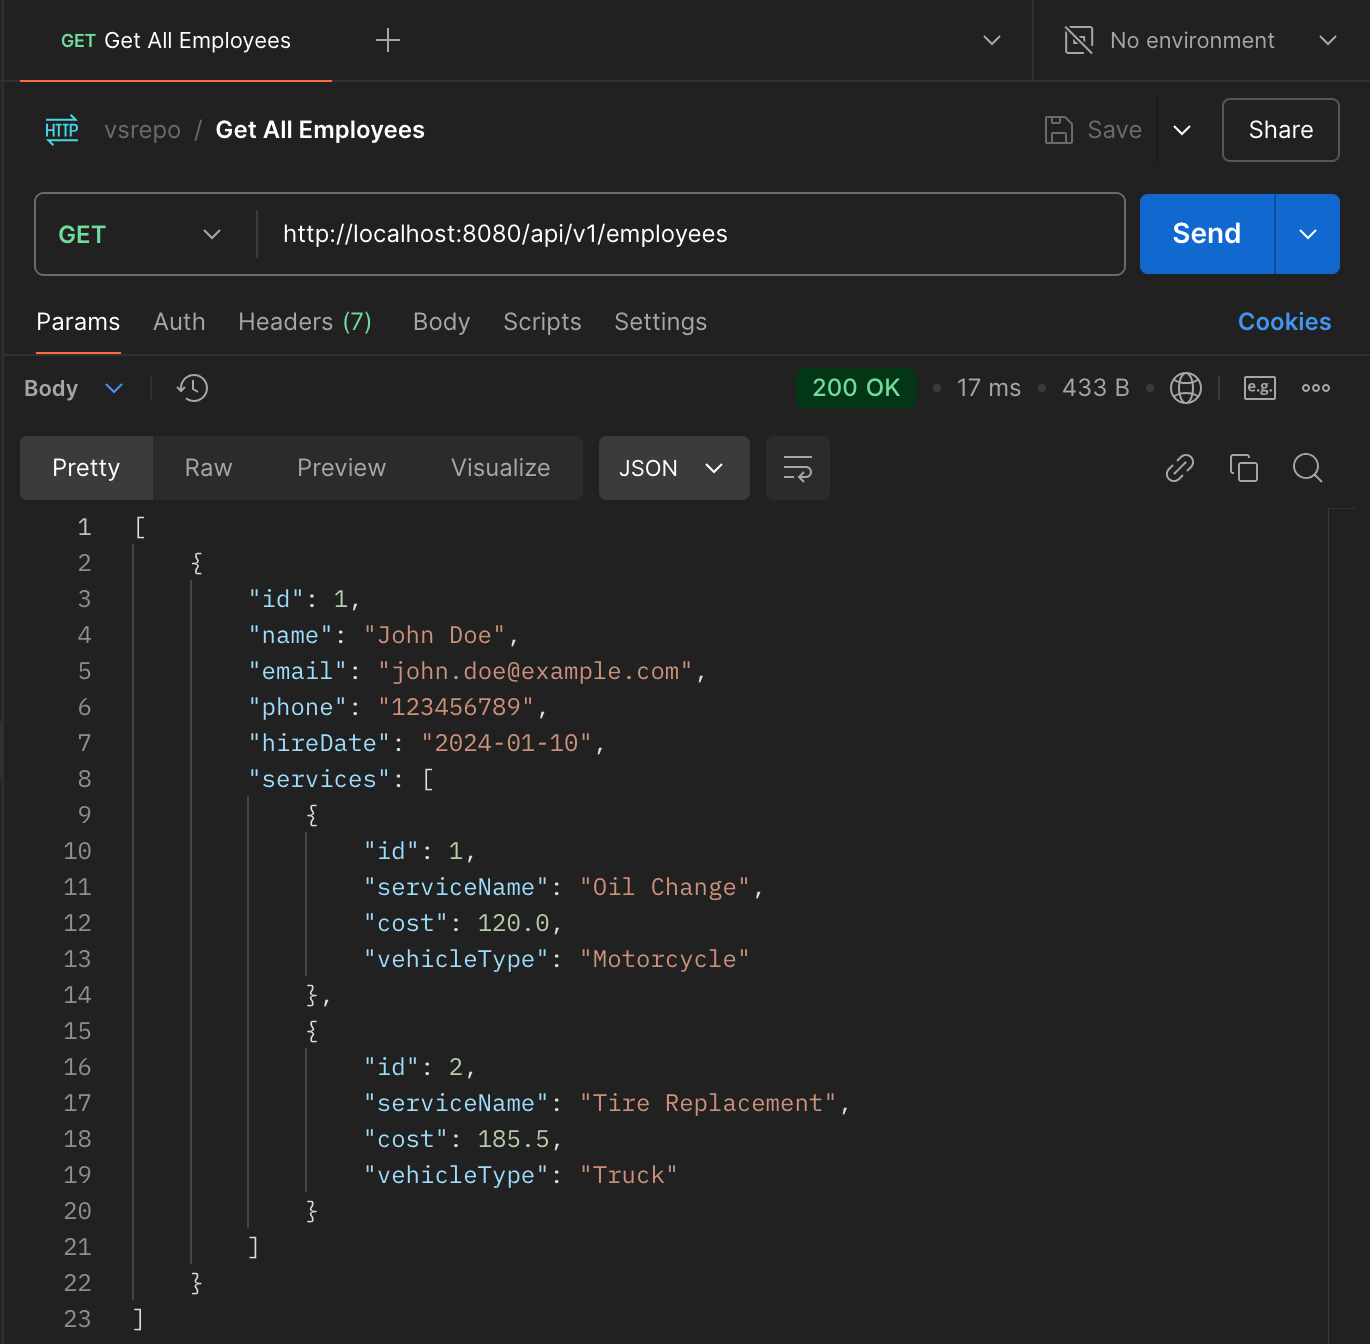 GET Get All Employees
No environment
HTTP vsrepo / Get All Employees
Save
Share
GET http://localhost:8080/api/v1/employees
Send
Params Auth Headers (7) Body Scripts Settings Cookies
Body 200 OK • 17 ms • 433 B • e.g.
Pretty Raw Preview Visualize JSON
1 [
2 {
3 "id": 1,
4 "name": "John Doe",
5 "email": "john.doe@example.com",
6 "phone": "123456789",
7 "hireDate": "2024-01-10",
8 "services": [
9 {
10 "id": 1,
11 "serviceName": "Oil Change",
12 "cost": 120.0,
13 "vehicleType": "Motorcycle"
14 },
15 {
16 "id": 2,
17 "serviceName": "Tire Replacement",
18 "cost": 185.5,
19 "vehicleType": "Truck"
20 }
21 ]
22 }
23 ]